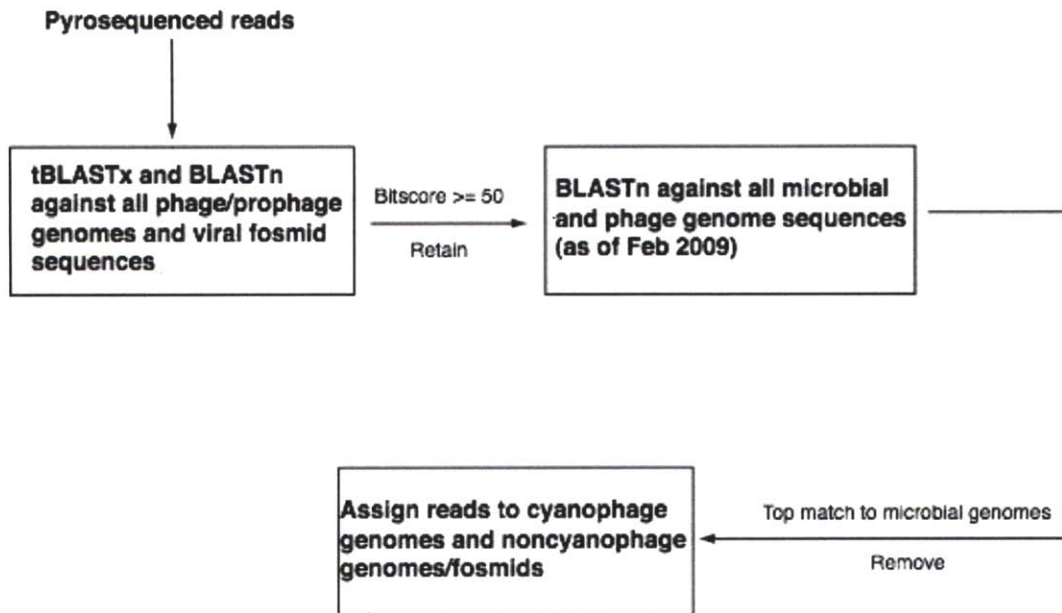 Pyrosequenced reads
tBLASTx and BLASTn
against all phage/prophage
genomes and viral fosmid
sequences
Bitscore >= 50
Retain
BLASTn against all microbial
and phage genome sequences
(as of Feb 2009)
Top match to microbial genomes
Remove
Assign reads to cyanophage
genomes and noncyanophage
genomes/fosmids